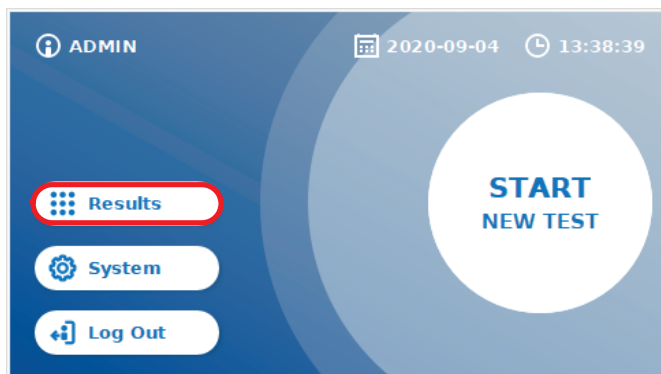 ADMIN 2020-09-04 13:38:39
START
NEW TEST
Results
System
Log Out